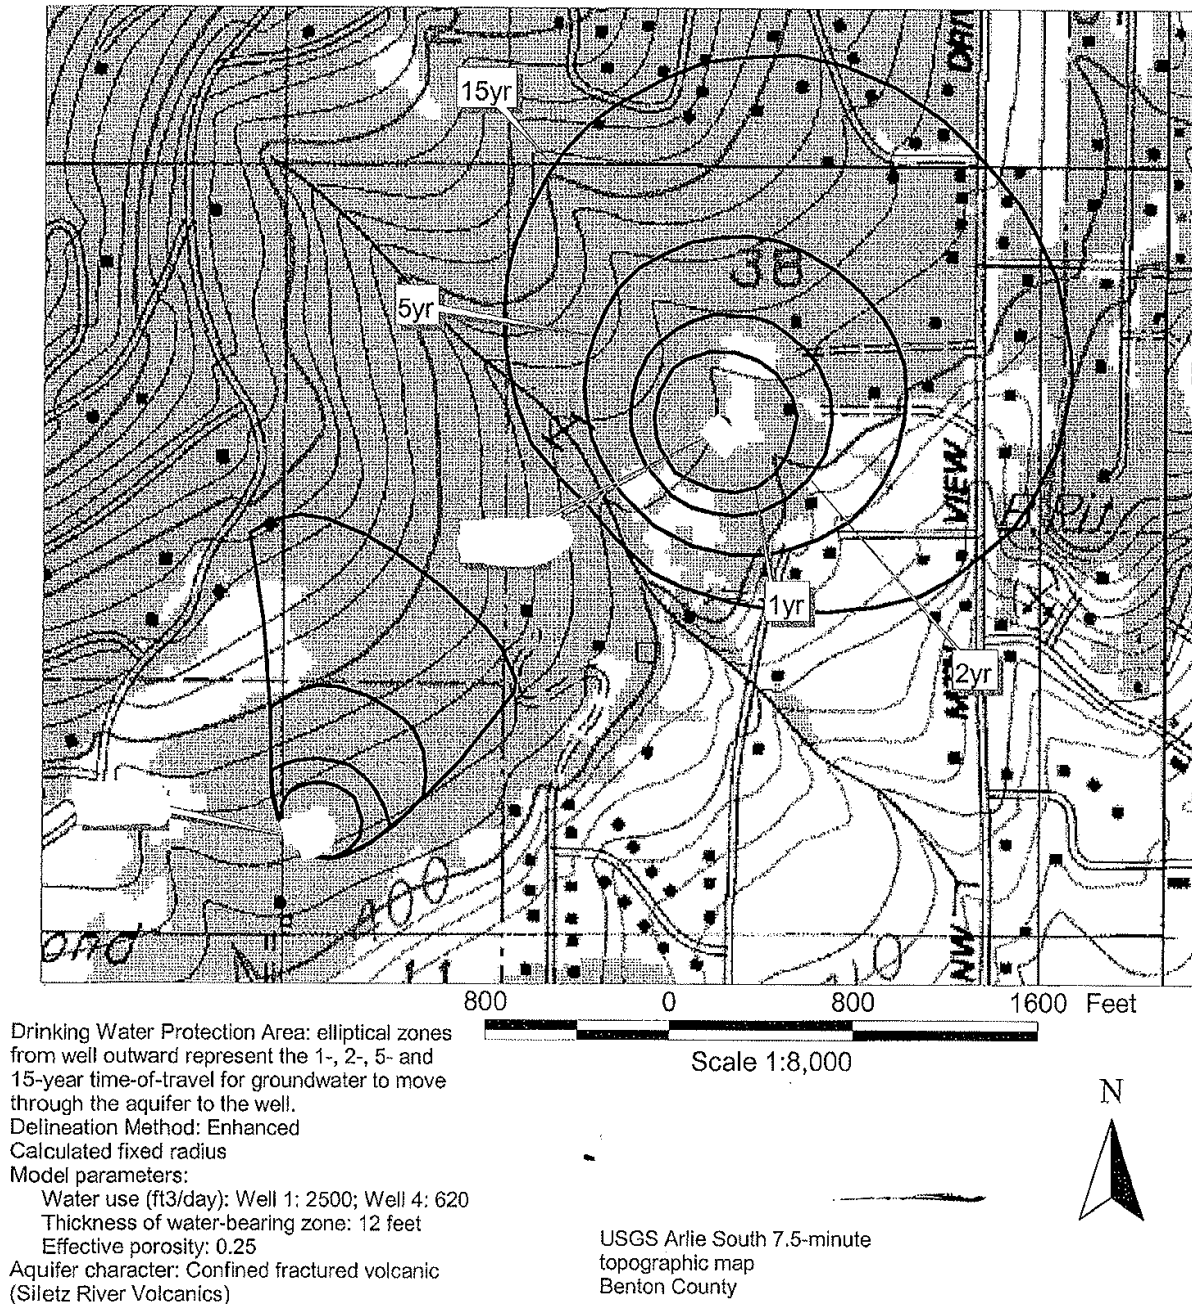 15yr
38
5yr
1yr
2yr
VIEW
NW
400
800 0 800 1600 Feet
Scale 1:8,000
Drinking Water Protection Area: elliptical zones
from well outward represent the 1-, 2-, 5- and
15-year time-of-travel for groundwater to move
through the aquifer to the well.
Delineation Method: Enhanced
Calculated fixed radius
Model parameters:
Water use (ft3/day): Well 1: 2500; Well 4: 620
Thickness of water-bearing zone: 12 feet
Effective porosity: 0.25
Aquifer character: Confined fractured volcanic
(Siletz River Volcanics)
N
USGS Arlie South 7.5-minute
topographic map
Benton County